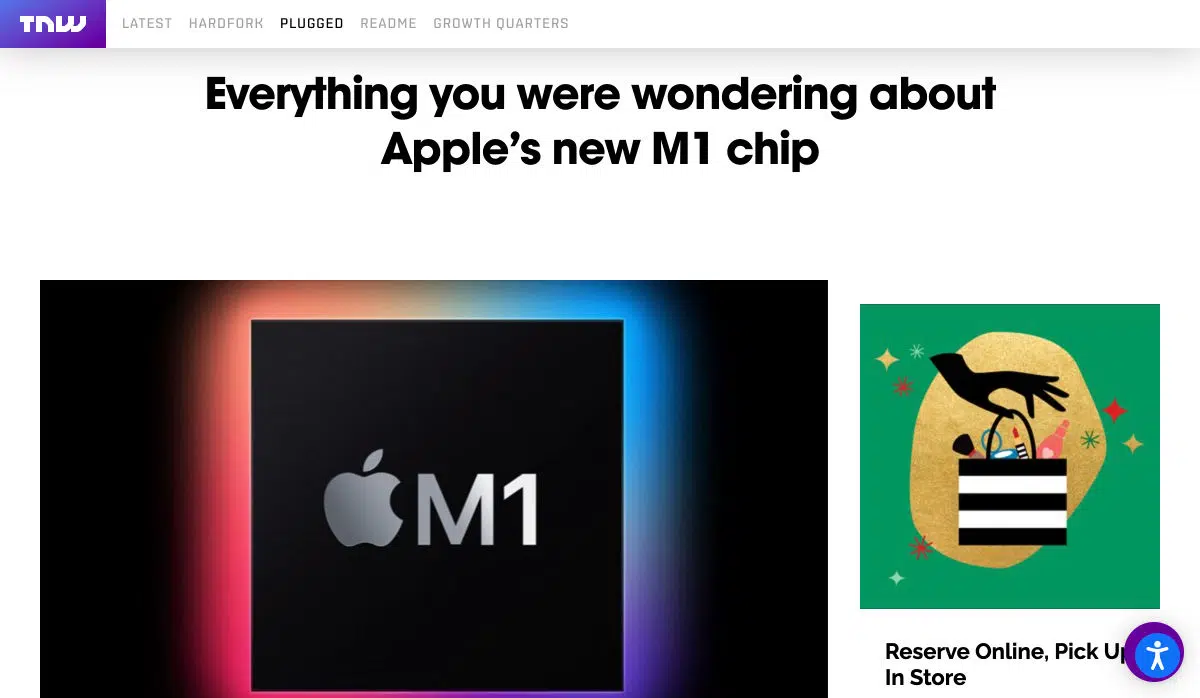 TNW LATEST HARDFORK PLUGGED README GROWTH QUARTERS
Everything you were wondering about
Apple’s new M1 chip
M1
Reserve Online, Pick Up
In Store